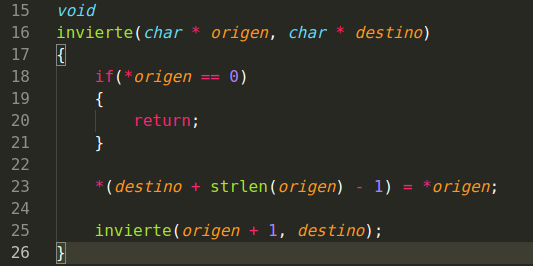 15 void
16 invierte(char * origen, char * destino)
17 {
18     if(*origen == 0)
19     {
20         return;
21     }
22
23     *(destino + strlen(origen) - 1) = *origen;
24
25     invierte(origen + 1, destino);
26 }